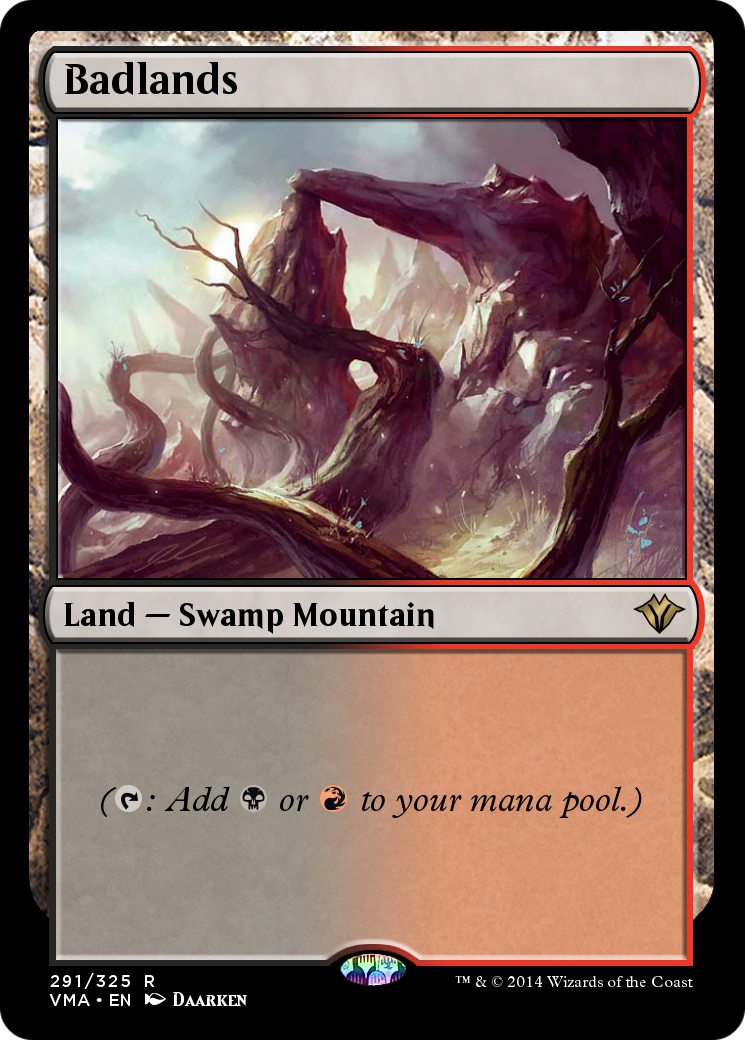 Badlands
Land — Swamp Mountain
(: Add or to your mana pool.)
291/325 R
VMA • EN DAARKEN
™ & © 2014 Wizards of the Coast